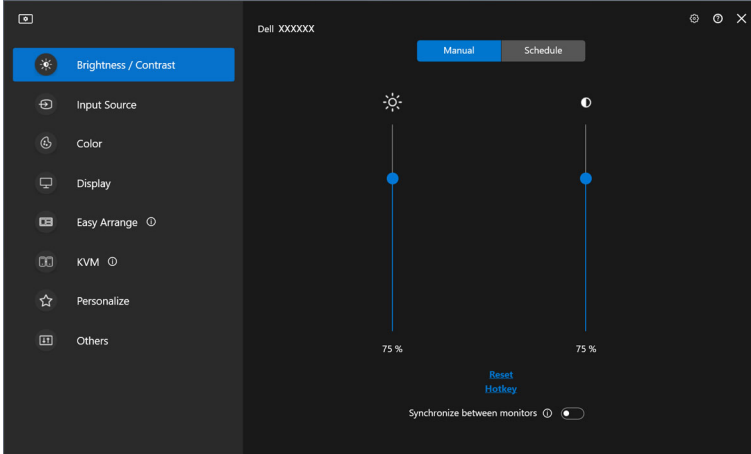 Dell XXXXXX
Manual
Schedule
Brightness / Contrast
Input Source
Color
Display
Easy Arrange
KVM
Personalize
Others
75 %
75 %
Reset
Hotkey
Synchronize between monitors